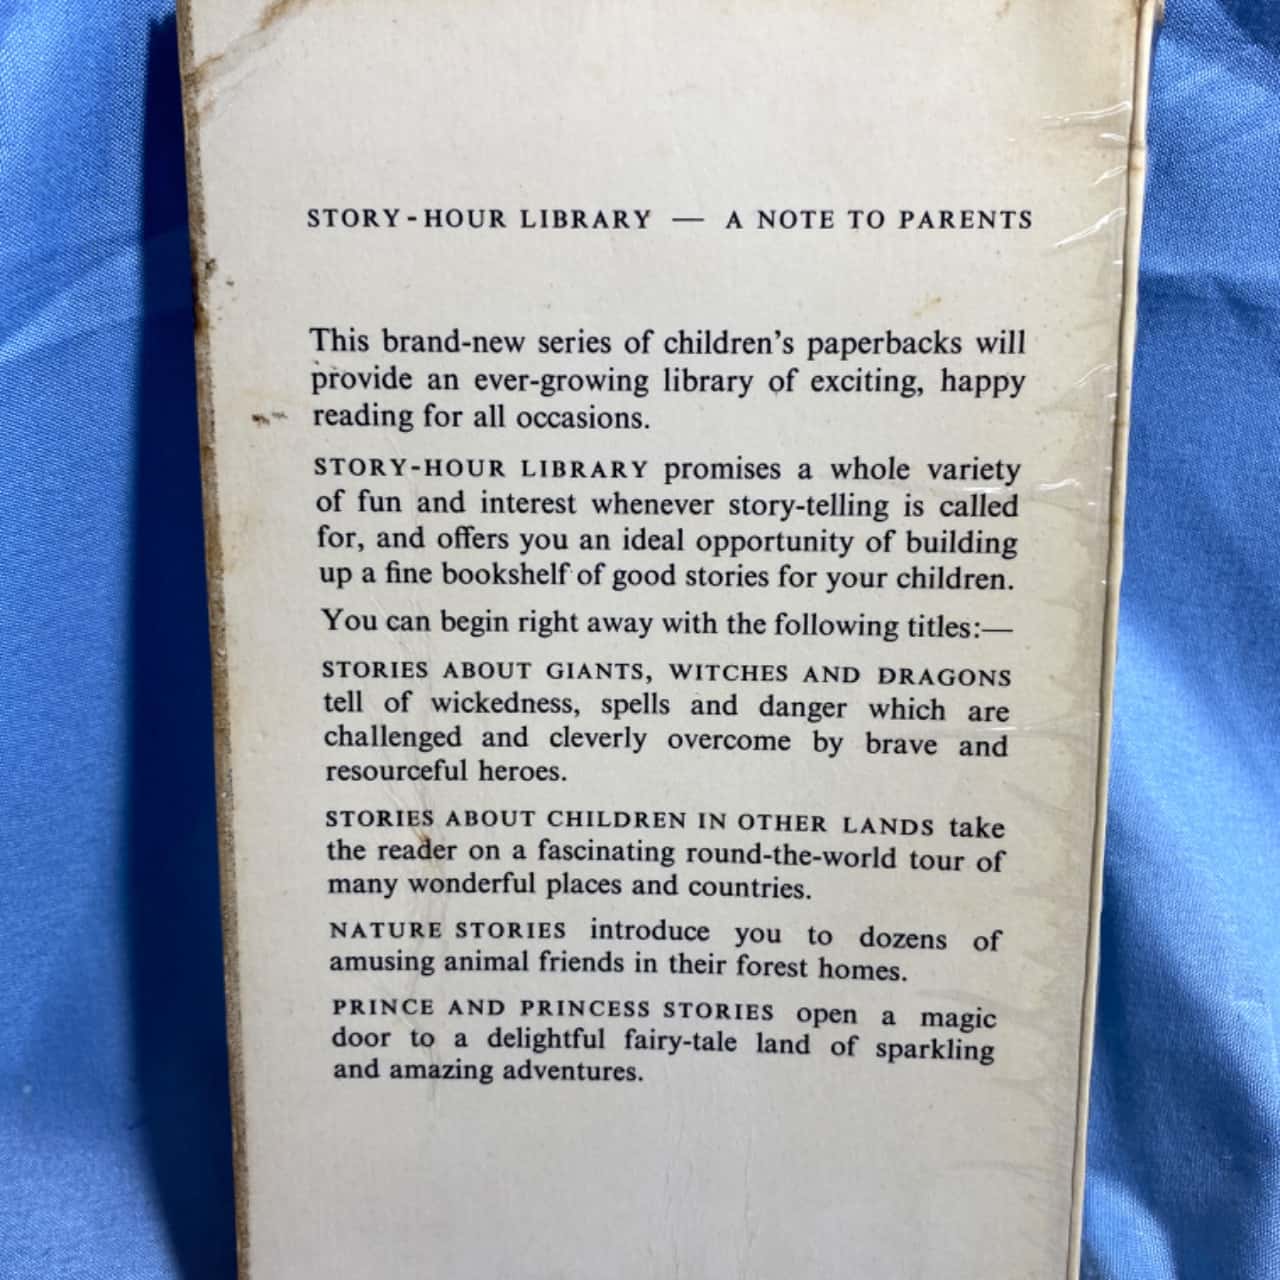 STORY-HOUR LIBRARY — A NOTE TO PARENTS
This brand-new series of children's paperbacks will
provide an ever-growing library of exciting, happy
reading for all occasions.
STORY-HOUR LIBRARY promises a whole variety
of fun and interest whenever story-telling is called
for, and offers you an ideal opportunity of building
up a fine bookshelf of good stories for your children.
You can begin right away with the following titles:—
STORIES ABOUT GIANTS, WITCHES AND DRAGONS
tell of wickedness, spells and danger which are
challenged and cleverly overcome by brave and
resourceful heroes.
STORIES ABOUT CHILDREN IN OTHER LANDS take
the reader on a fascinating round-the-world tour of
many wonderful places and countries.
NATURE STORIES introduce you to dozens of
amusing animal friends in their forest homes.
PRINCE AND PRINCESS STORIES open a magic
door to a delightful fairy-tale land of sparkling
and amazing adventures.